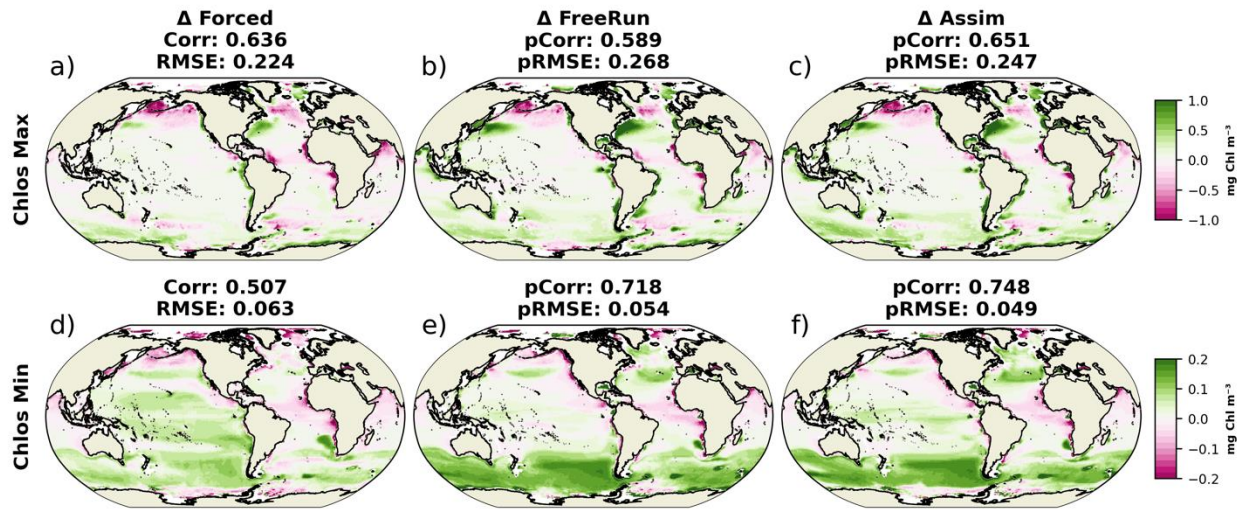 Δ Forced
Corr: 0.636
RMSE: 0.224
Δ FreeRun
pCorr: 0.589
pRMSE: 0.268
Δ Assim
pCorr: 0.651
pRMSE: 0.247
a)
b)
c)
Chlos Max
1.0
0.5
0.0
−0.5
−1.0
mg Chl m⁻³
Corr: 0.507
RMSE: 0.063
pCorr: 0.718
pRMSE: 0.054
pCorr: 0.748
pRMSE: 0.049
d)
e)
f)
Chlos Min
0.2
0.1
0.0
−0.1
−0.2
mg Chl m⁻³